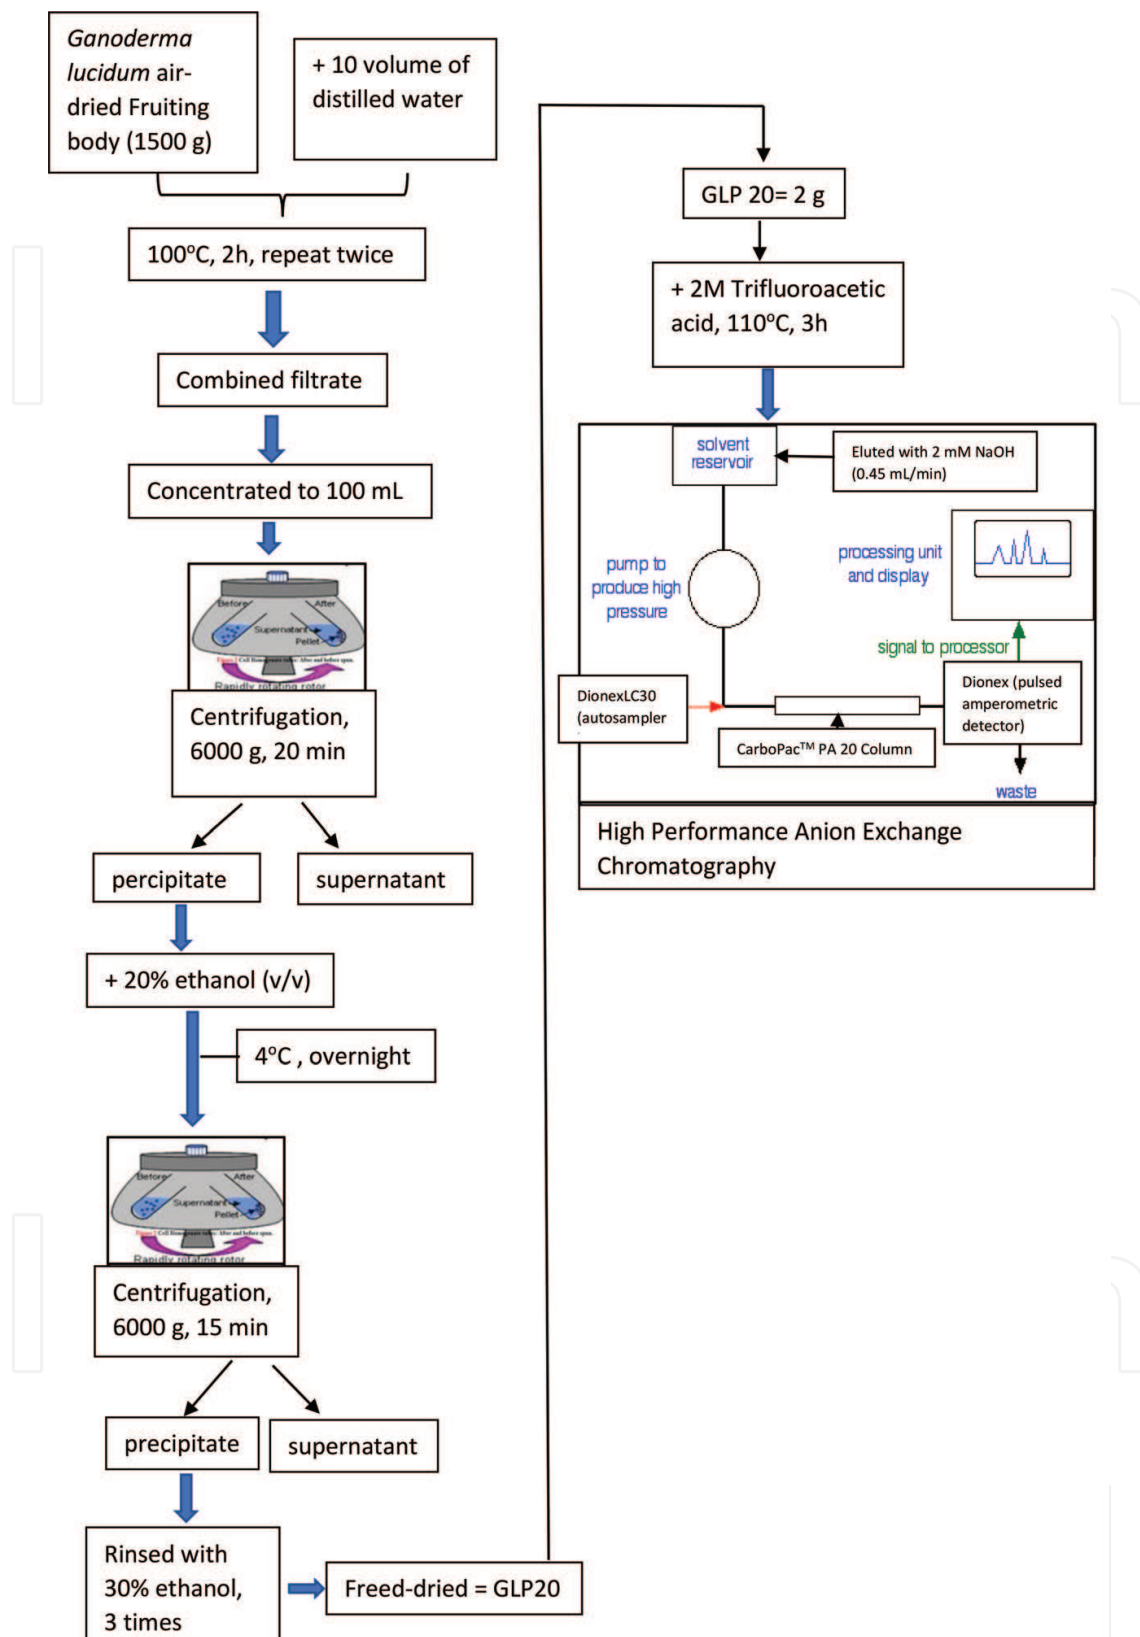 Ganoderma
lucidum air-
dried Fruiting
body (1500 g)
+ 10 volume of
distilled water
100°C, 2h, repeat twice
Combined filtrate
Concentrated to 100 mL
Before
After
Supernatant
Pellet
Rapidly rotating rotor
Centrifugation,
6000 g, 20 min
percipitate
supernatant
+ 20% ethanol (v/v)
4°C , overnight
Before
After
Supernatant
Pellet
Rapidly rotating rotor
Centrifugation,
6000 g, 15 min
precipitate
supernatant
Rinsed with
30% ethanol,
3 times
Freed-dried = GLP20
GLP 20= 2 g
+ 2M Trifluoroacetic
acid, 110°C, 3h
solvent
reservoir
Eluted with 2 mM NaOH
(0.45 mL/min)
pump to
produce high
pressure
processing unit
and display
signal to processor
DionexLC30
(autosampler
Dionex (pulsed
amperometric
detector)
CarboPac™ PA 20 Column
waste
High Performance Anion Exchange
Chromatography